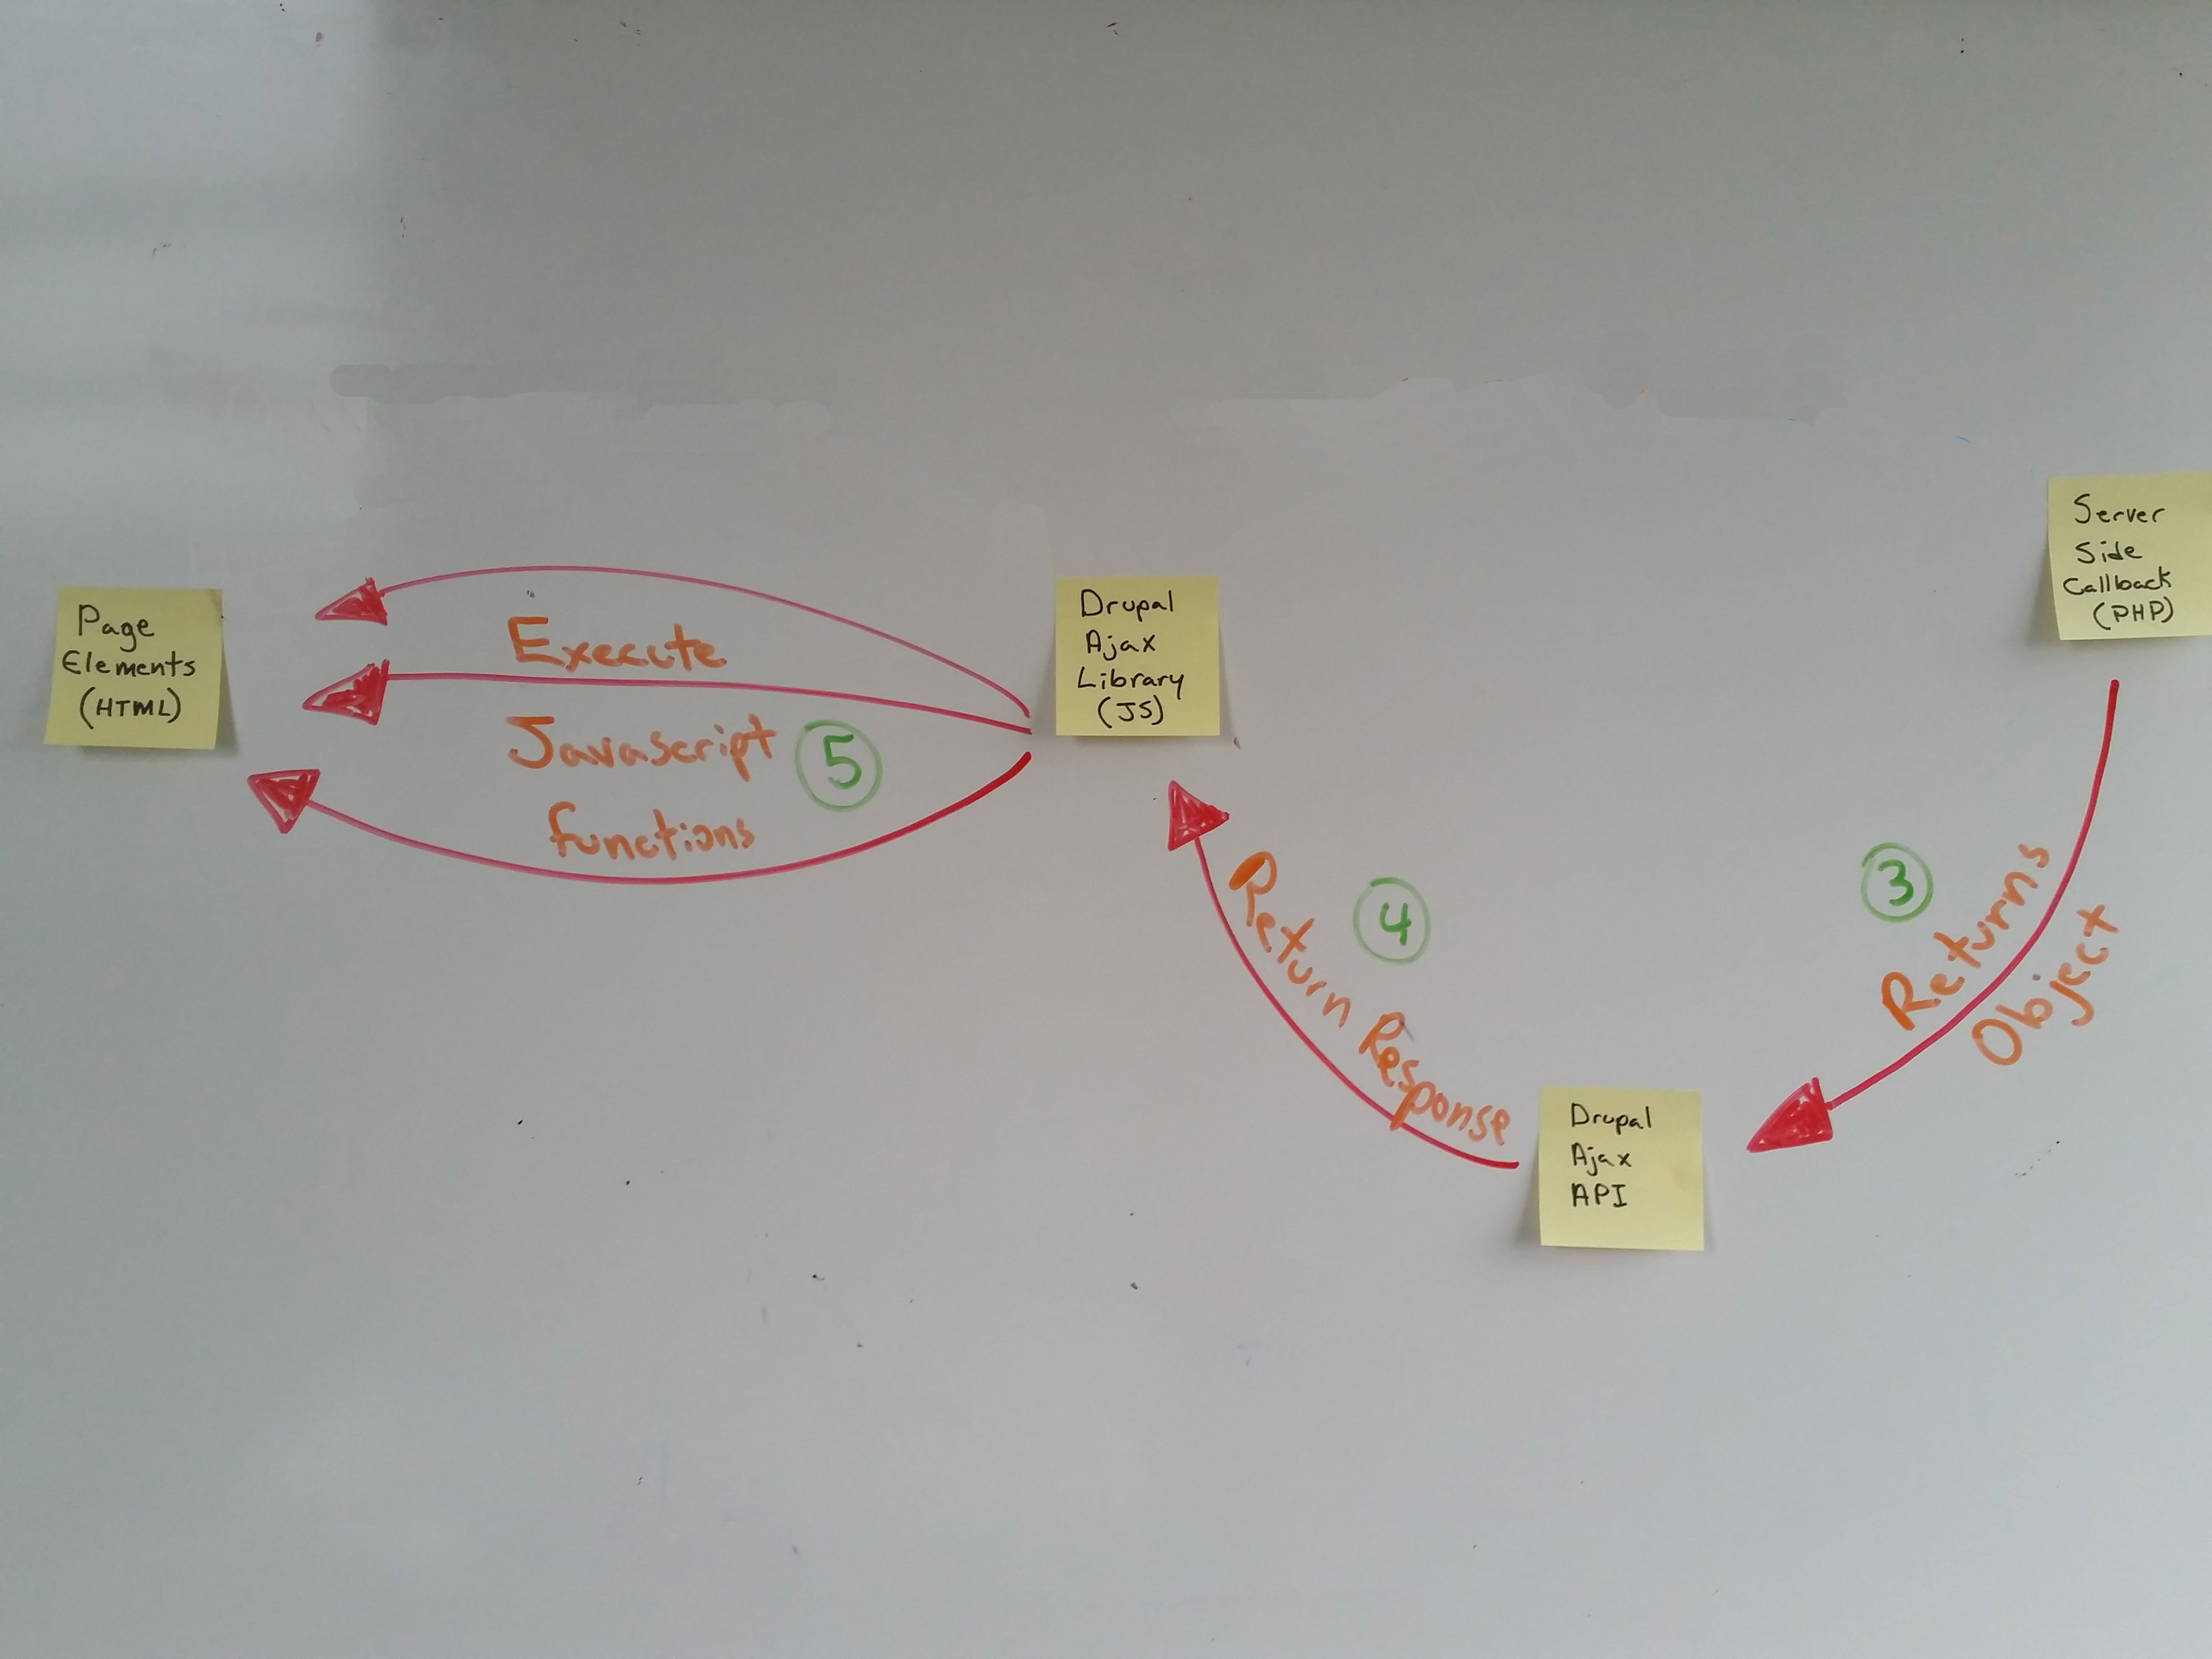 Page
Elements
(HTML)
Execute
Javascript
functions
5
Drupal
Ajax
Library
(JS)
Return Response
4
Drupal
Ajax
API
3
Returns
Object
Server
Side
Callback
(PHP)